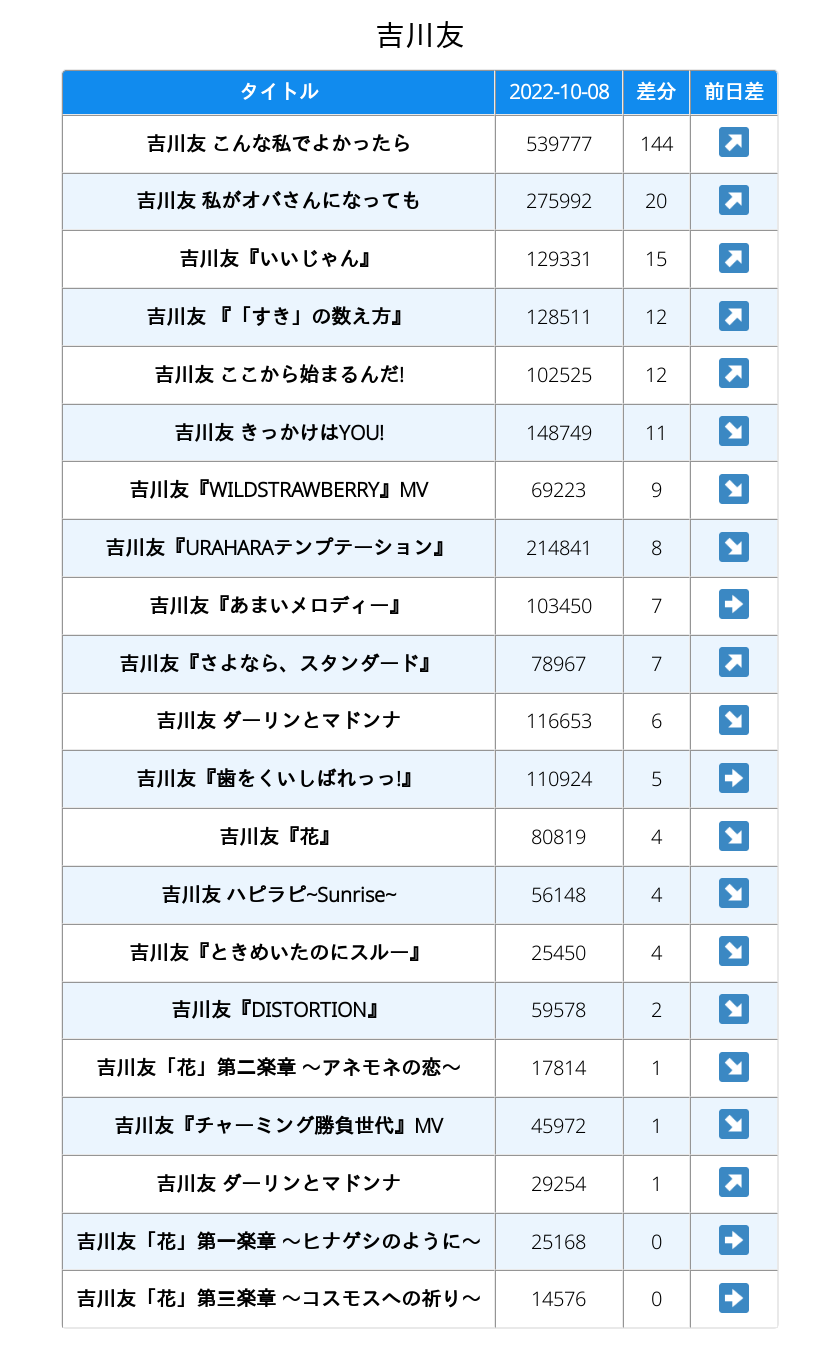 吉川友
タイトル 2022-10-08 差分 前日差
吉川友 こんな私でよかったら 539777 144 ↗
吉川友 私がオバさんになっても 275992 20 ↗
吉川友『いいじゃん』 129331 15 ↗
吉川友 『「すき」の数え方』 128511 12 ↗
吉川友 ここから始まるんだ! 102525 12 ↗
吉川友 きっかけはYOU! 148749 11 ↘
吉川友『WILDSTRAWBERRY』MV 69223 9 ↘
吉川友『URAHARAテンプテーション』 214841 8 ↘
吉川友『あまいメロディー』 103450 7 ➡
吉川友『さよなら、スタンダード』 78967 7 ↗
吉川友 ダーリンとマドンナ 116653 6 ↘
吉川友『歯をくいしばれっっ!』 110924 5 ➡
吉川友『花』 80819 4 ↘
吉川友 ハピラピ~Sunrise~ 56148 4 ↘
吉川友『ときめいたのにスルー』 25450 4 ↘
吉川友『DISTORTION』 59578 2 ↘
吉川友「花」第二楽章 〜アネモネの恋〜 17814 1 ↘
吉川友『チャーミング勝負世代』MV 45972 1 ↘
吉川友 ダーリンとマドンナ 29254 1 ↗
吉川友「花」第一楽章 〜ヒナゲシのように〜 25168 0 ➡
吉川友「花」第三楽章 〜コスモスへの祈り〜 14576 0 ➡